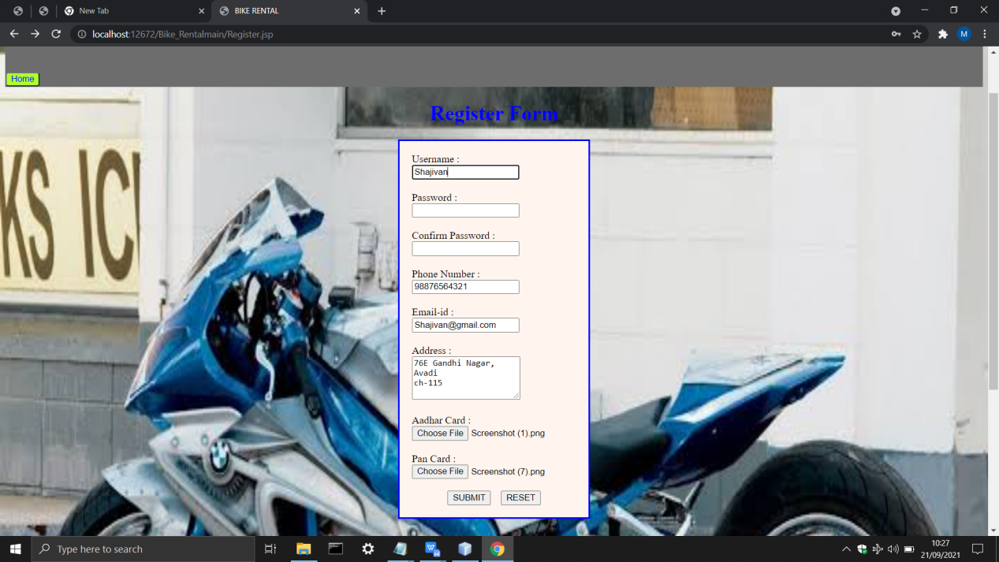 New Tab
BIKE RENTAL
localhost:12672/Bike_Rentalmain/Register.jsp
M
Home
Register Form
KS ICE
Username :
Shajivan
Password :
Confirm Password :
Phone Number :
98876564321
Email-id :
Shajivan@gmail.com
Address :
76E Gandhi Nagar,
Avadi
ch-115
Aadhar Card :
Choose File Screenshot (1).png
Pan Card :
Choose File Screenshot (7).png
SUBMIT RESET
Type here to search
10:27
21/09/2021